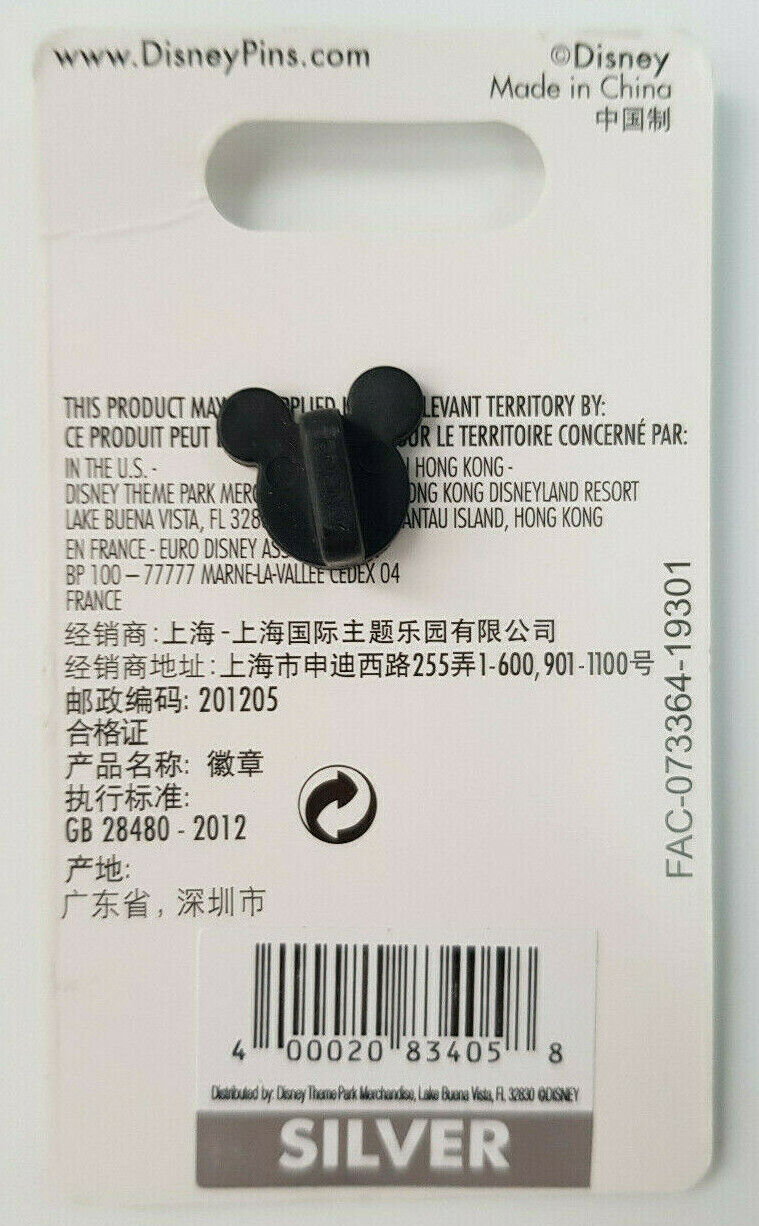 www.DisneyPins.com
©Disney
Made in China
中国制
THIS PRODUCT MAY LEVANT TERRITORY BY:
CE PRODUIT PEUT UR LE TERRITOIRE CONCERNÉ PAR:
IN THE U.S. - HONG KONG -
DISNEY THEME PARK MERC ONG KONG DISNEYLAND RESORT
LAKE BUENA VISTA, FL 328 ANTAU ISLAND, HONG KONG
EN FRANCE - EURO DISNEY ASS
BP 100 – 77777 MARNE-LA-VALLEE CEDEX 04
FRANCE
经销商:上海-上海国际主题乐园有限公司
经销商地址:上海市申迪西路255弄1-600,901-1100号
邮政编码: 201205
合格证
产品名称: 徽章
执行标准:
GB 28480 - 2012
产地:
广东省, 深圳市
FAC-073364-19301
4 00020 83405 8
Distributed by: Disney Theme Park Merchandise, Lake Buena Vista, FL 32830 ©DISNEY
SILVER